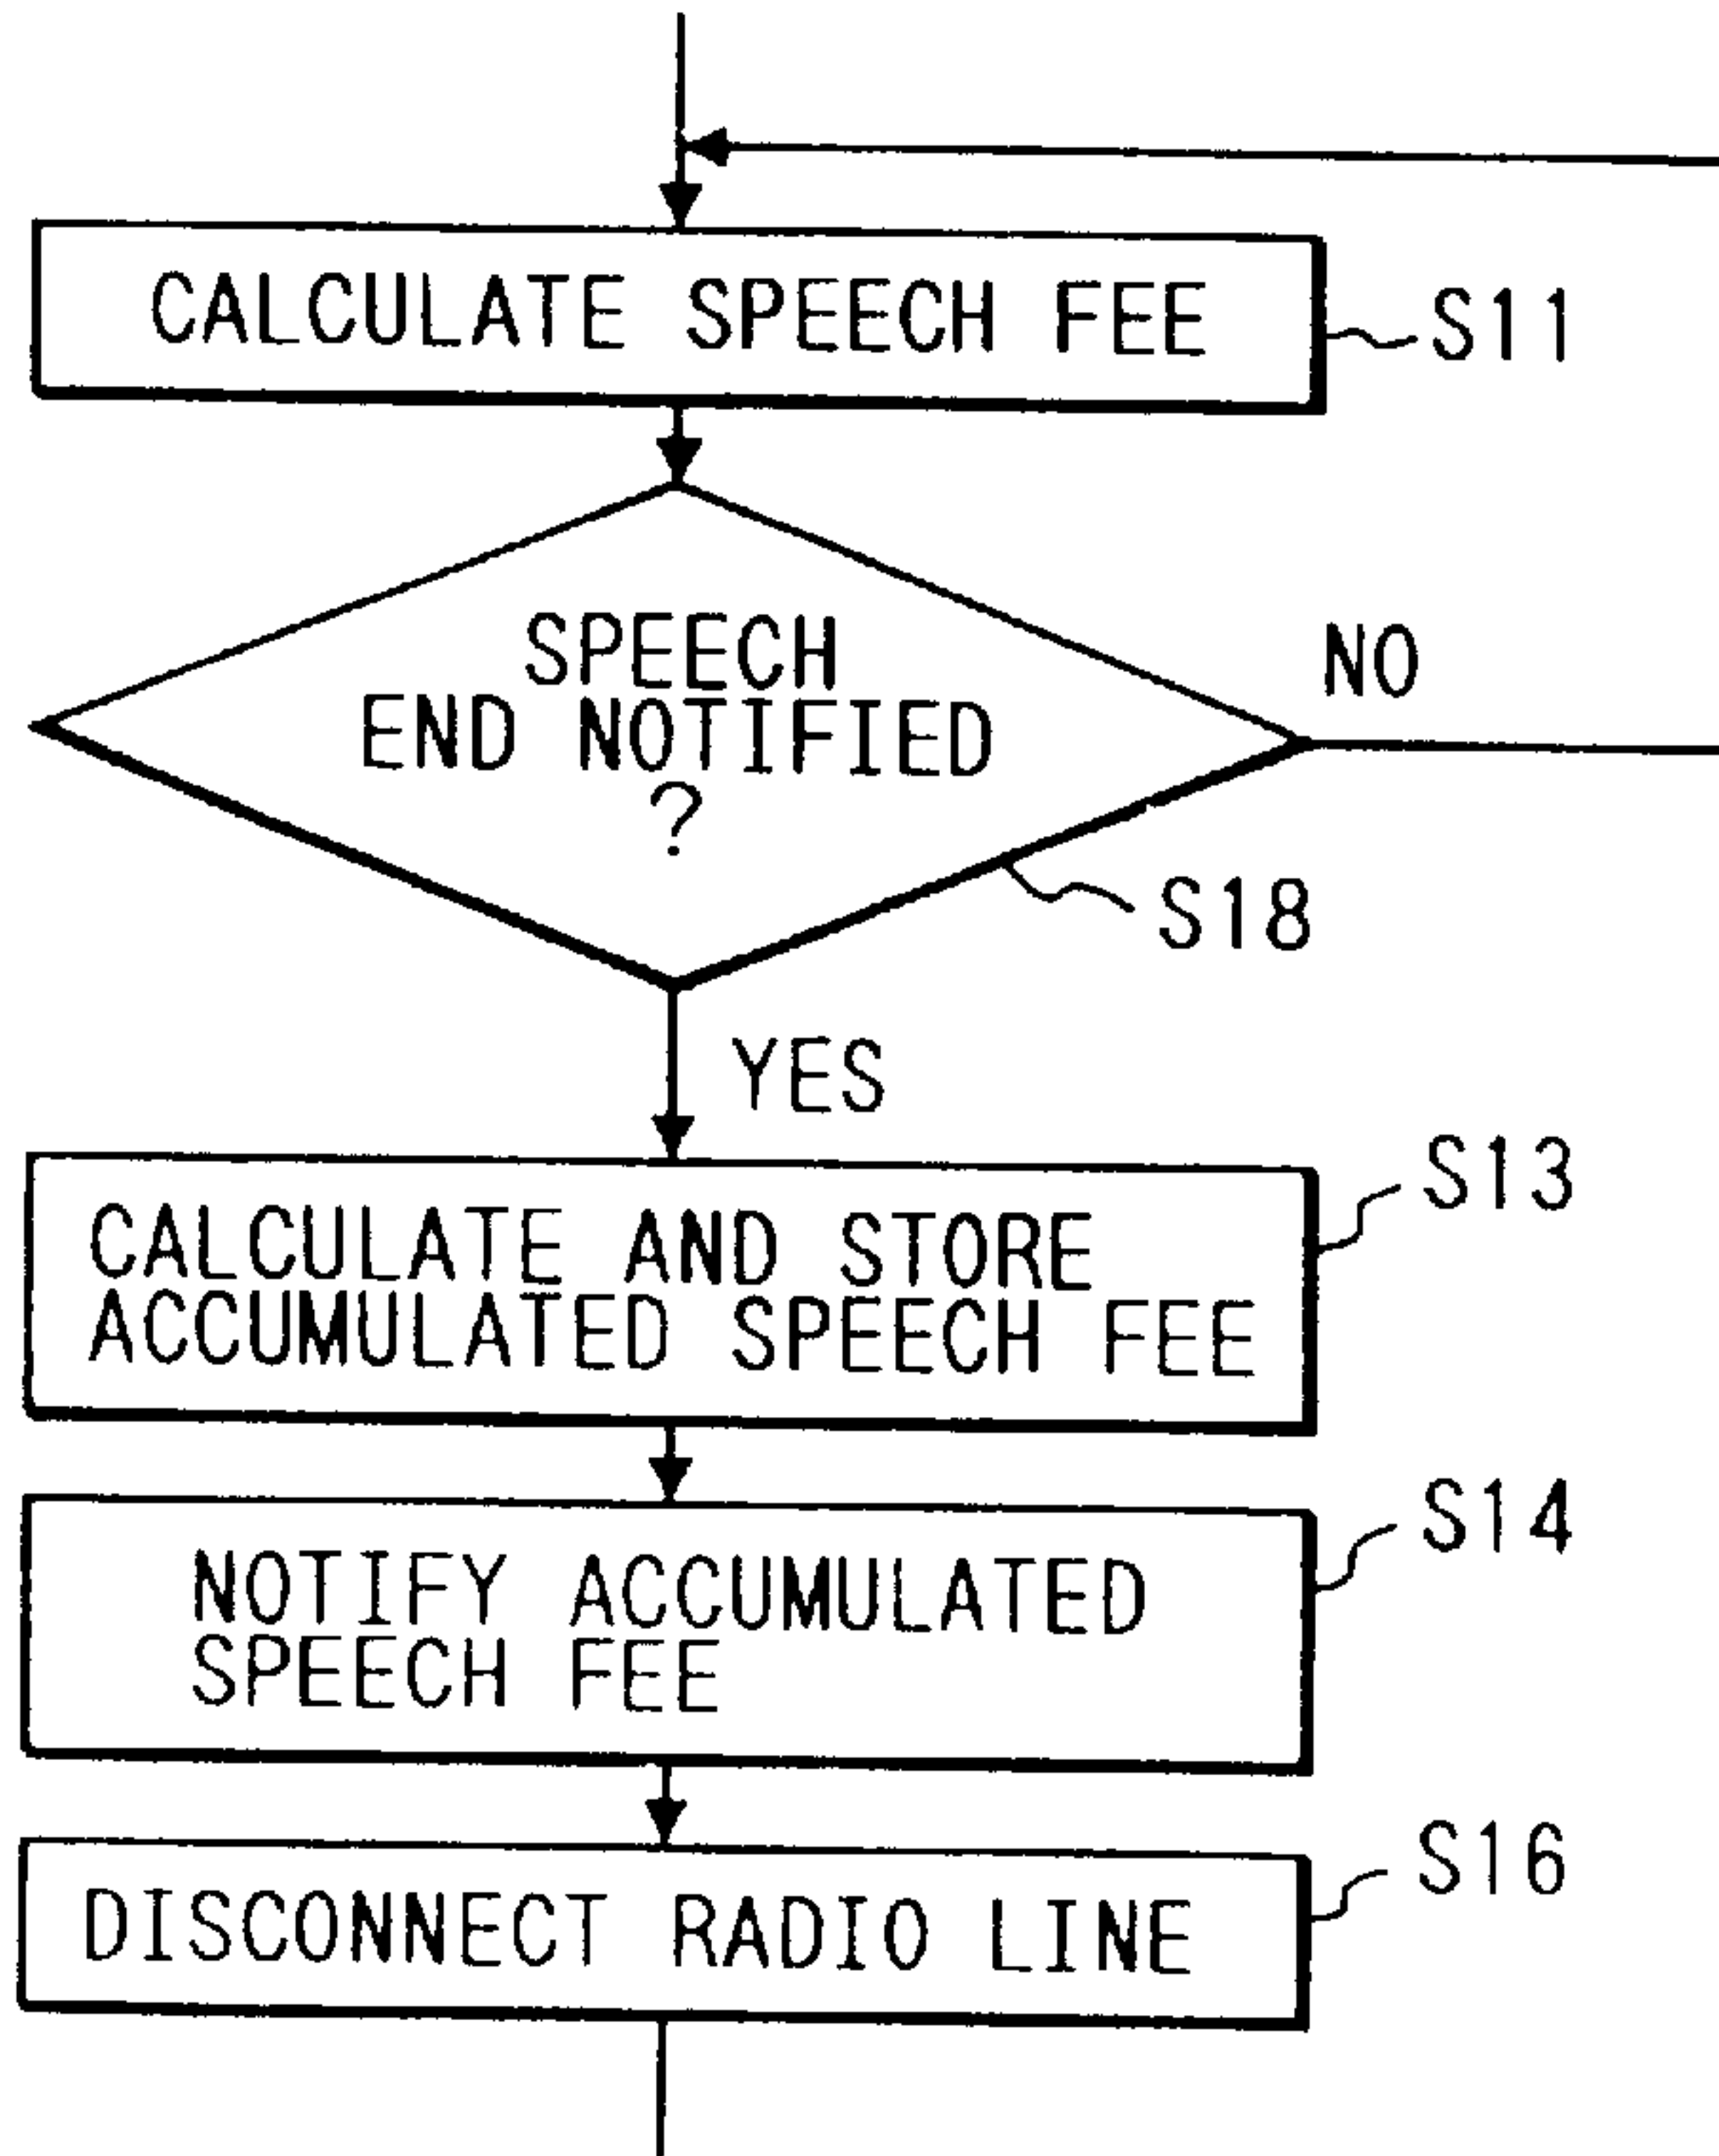 CALCULATE SPEECH FEE
S11
SPEECH
END NOTIFIED
?
NO
S18
YES
S13
CALCULATE AND STORE
ACCUMULATED SPEECH FEE
S14
NOTIFY ACCUMULATED
SPEECH FEE
S16
DISCONNECT RADIO LINE